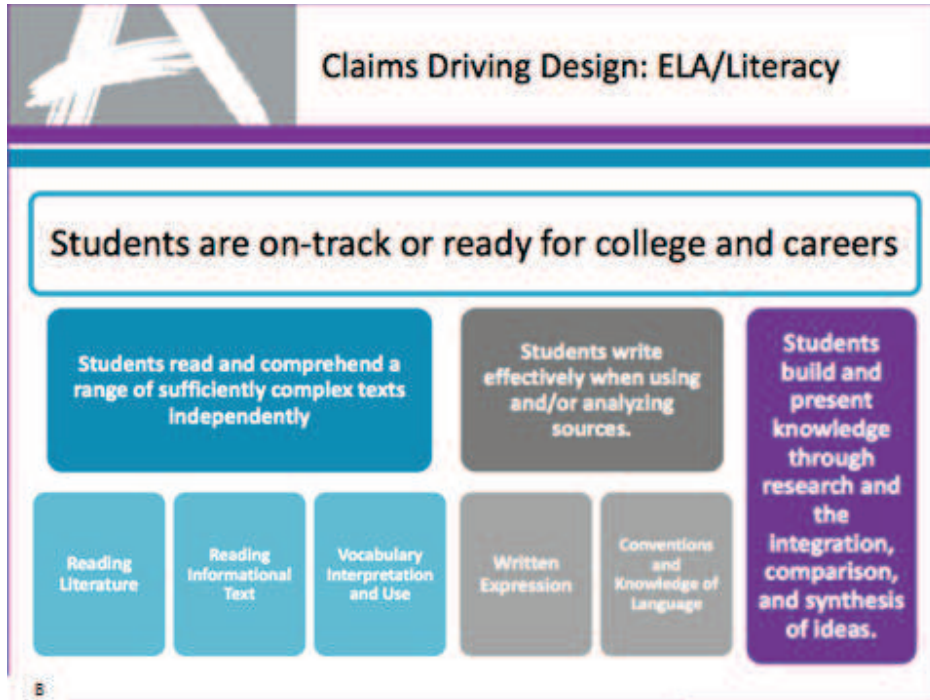 Claims Driving Design: ELA/Literacy
Students are on-track or ready for college and careers
Students read and comprehend a
range of sufficiently complex texts
independently
Students write
effectively when using
and/or analyzing
sources.
Students
build and
present
knowledge
through
research and
the
integration,
comparison,
and synthesis
of ideas.
Reading
Literature
Reading
Informational
Text
Vocabulary
Interpretation
and Use
Written
Expression
Conventions
and
Knowledge of
Language